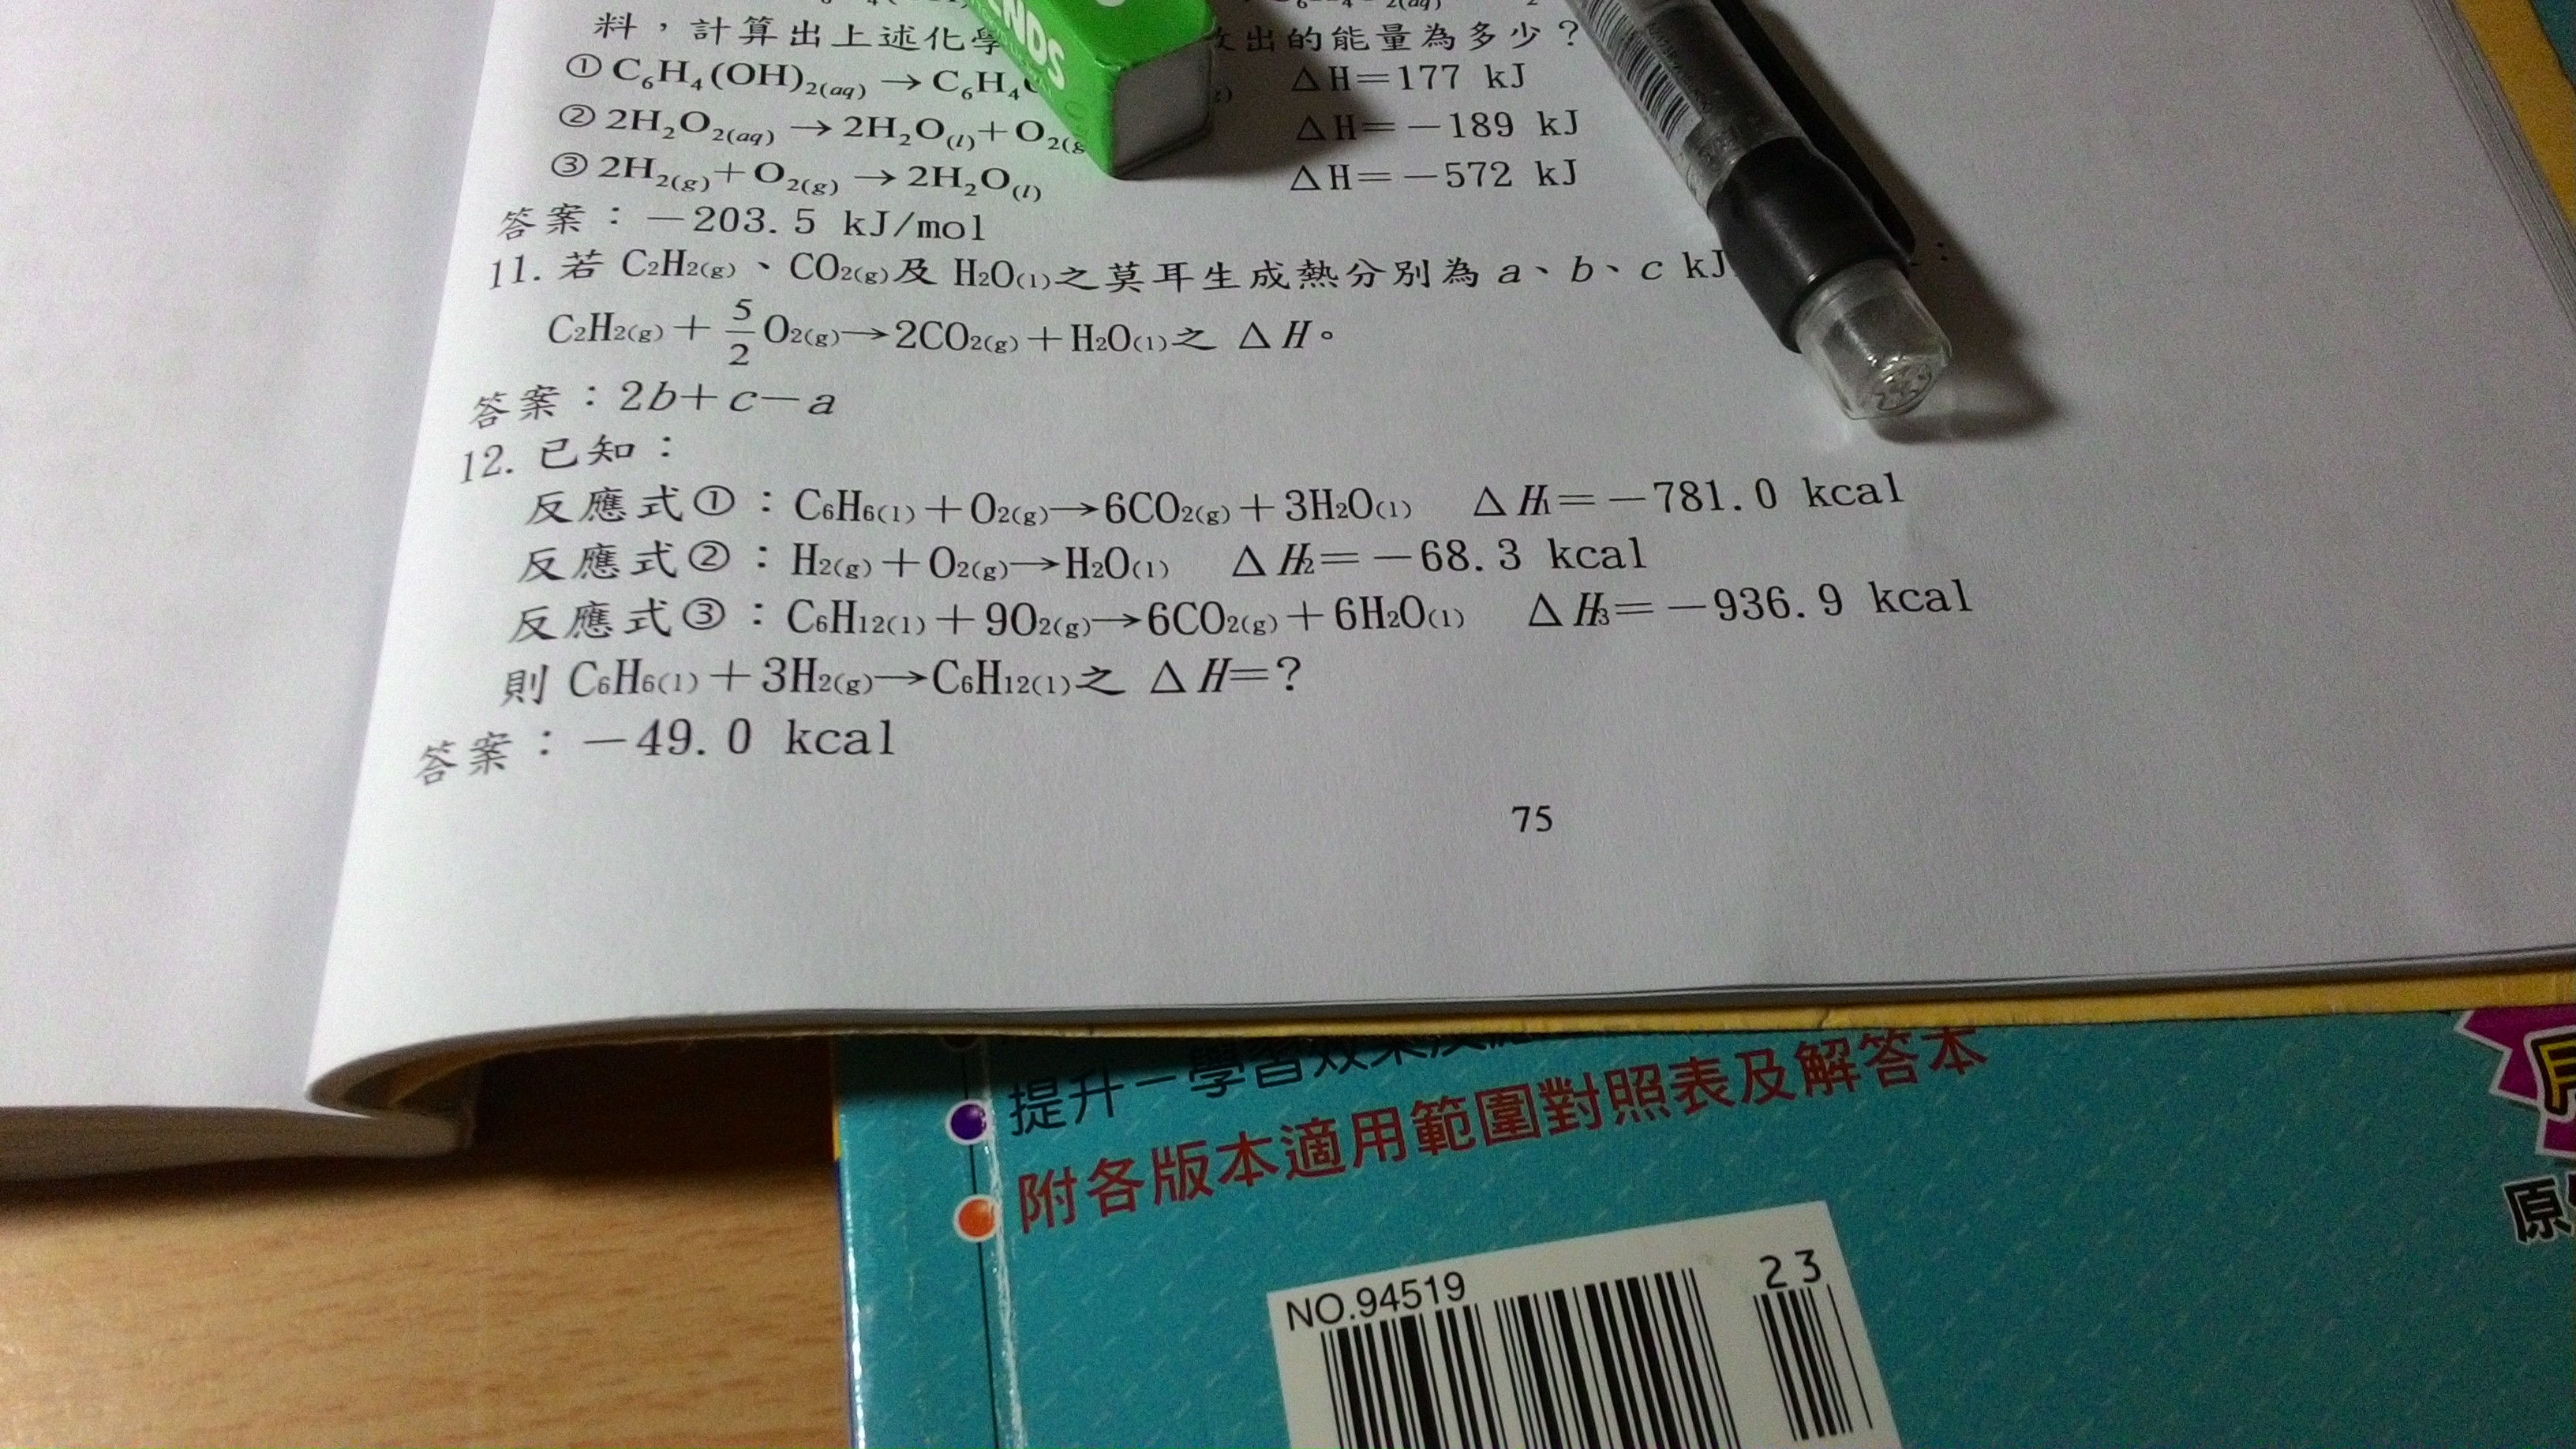 料，計算出上述化學 出的能量為多少？
① C₆H₄(OH)₂(aq) → C₆H₄ ΔH＝177 kJ
② 2H₂O₂(aq) → 2H₂O(l)＋O₂(g ΔH＝－189 kJ
③ 2H₂(g)＋O₂(g) → 2H₂O(l) ΔH＝－572 kJ
答案：－203.5 kJ/mol
11. 若 C₂H₂(g)、CO₂(g)及 H₂O(l)之莫耳生成熱分別為 a、b、c kJ ：
C₂H₂(g)＋5/2 O₂(g)→2CO₂(g)＋H₂O(l)之 ΔH。
答案：2b＋c－a
12. 已知：
反應式①：C₆H₆(l)＋O₂(g)→6CO₂(g)＋3H₂O(l) ΔH₁＝－781.0 kcal
反應式②：H₂(g)＋O₂(g)→H₂O(l) ΔH₂＝－68.3 kcal
反應式③：C₆H₁₂(l)＋9O₂(g)→6CO₂(g)＋6H₂O(l) ΔH₃＝－936.9 kcal
則 C₆H₆(l)＋3H₂(g)→C₆H₁₂(l)之 ΔH＝?
答案：－49.0 kcal
75
提升－學習效果
附各版本適用範圍對照表及解答本
原
NO.94519
23